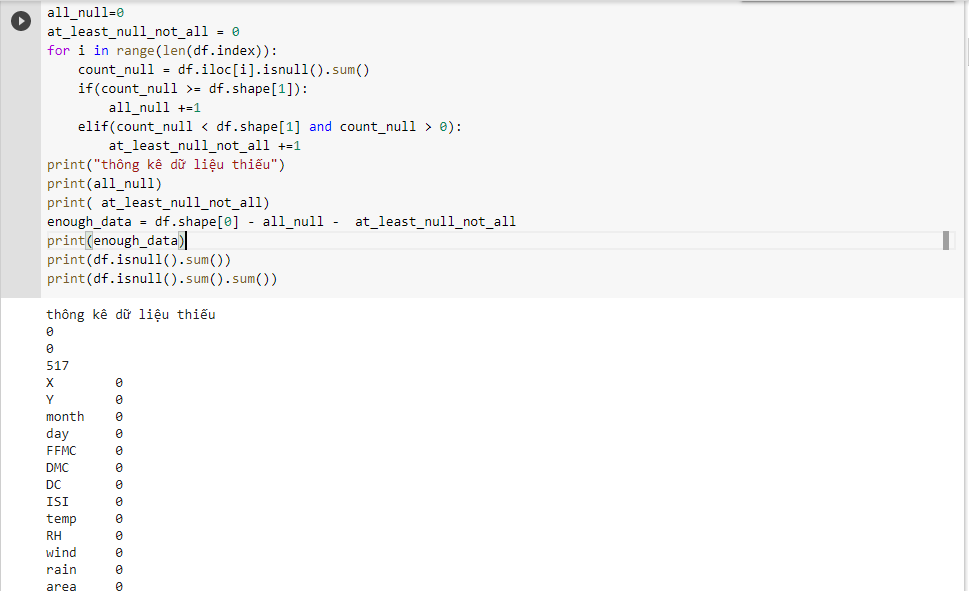 all_null=0
at_least_null_not_all = 0
for i in range(len(df.index)):
    count_null = df.iloc[i].isnull().sum()
    if(count_null >= df.shape[1]):
        all_null +=1
    elif(count_null < df.shape[1] and count_null > 0):
        at_least_null_not_all +=1
print("thông kê dữ liệu thiếu")
print(all_null)
print( at_least_null_not_all)
enough_data = df.shape[0] - all_null -  at_least_null_not_all
print(enough_data)
print(df.isnull().sum())
print(df.isnull().sum().sum())
thông kê dữ liệu thiếu
0
0
517
X        0
Y        0
month    0
day      0
FFMC     0
DMC      0
DC       0
ISI      0
temp     0
RH       0
wind     0
rain     0
area     0